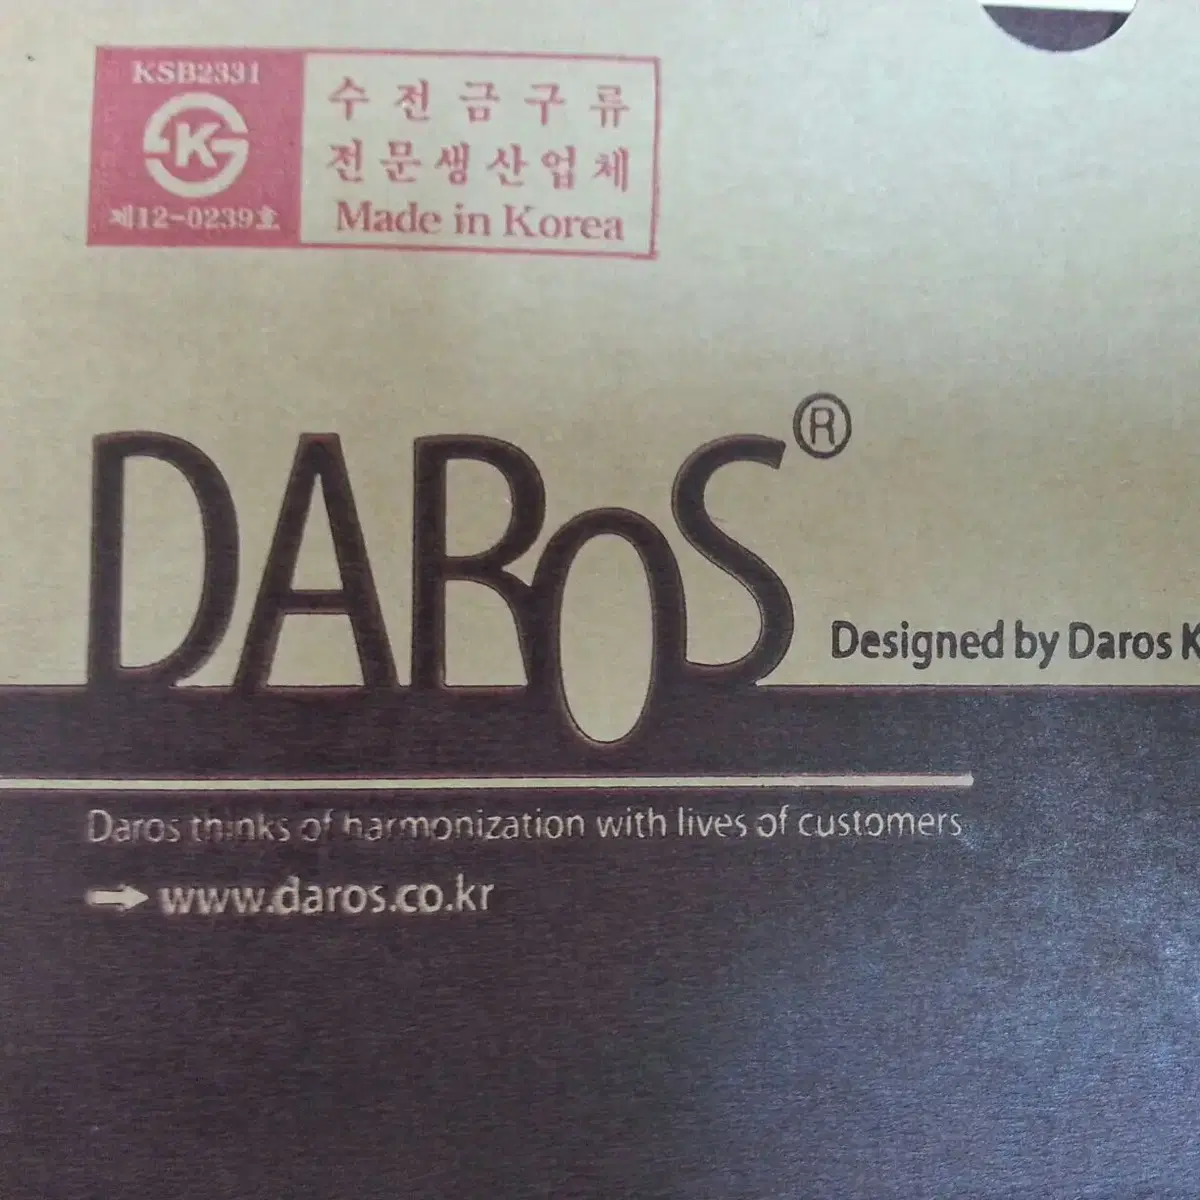 KSB2331
제12-0239호
수전금구류
전문생산업체
Made in Korea
DAROS®
Designed by Daros
Daros thinks of harmonization with lives of customers
www.daros.co.kr